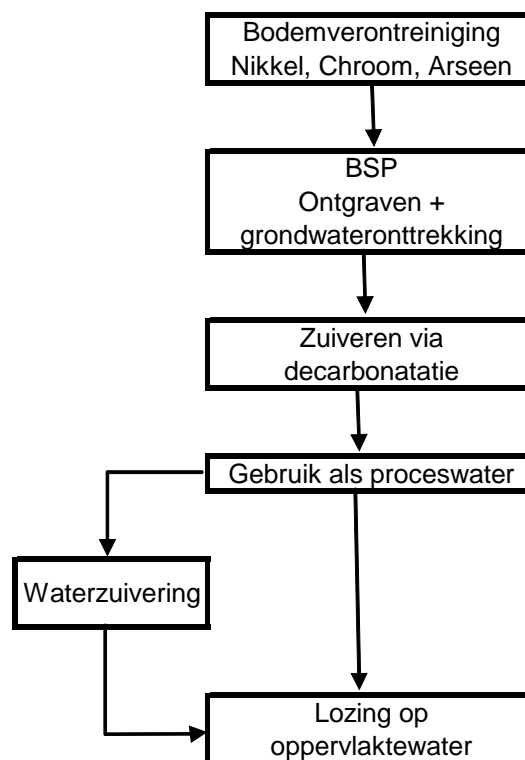 Bodemverontreiniging
Nikkel, Chroom, Arseen
BSP
Ontgraven +
grondwateronttrekking
Zuiveren via
decarbonatatie
Gebruik als proceswater
Waterzuivering
Lozing op
oppervlaktewater